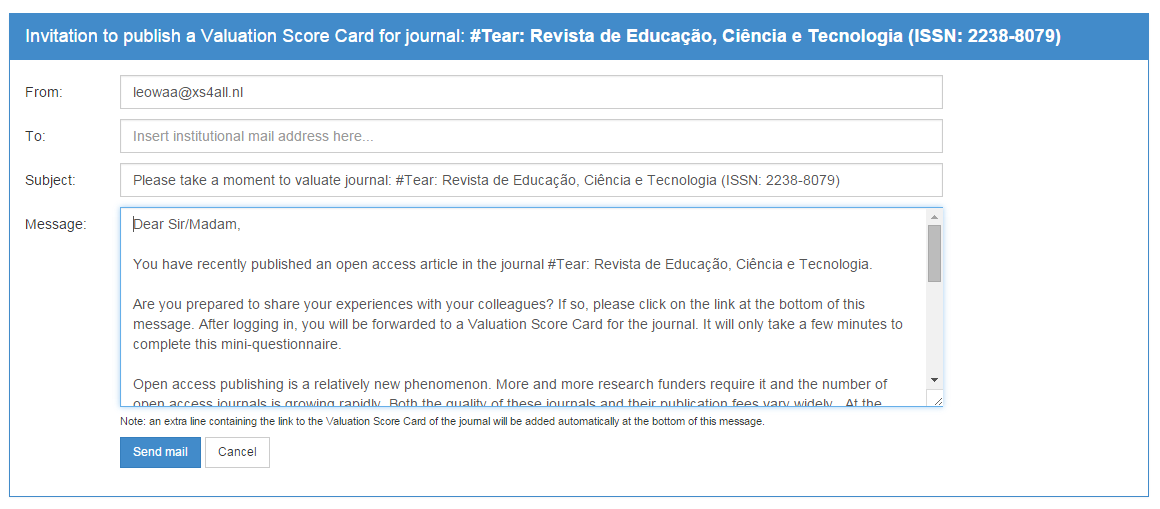 Invitation to publish a Valuation Score Card for journal: #Tear: Revista de Educação, Ciência e Tecnologia (ISSN: 2238-8079)
From: leowaa@xs4all.nl
To: Insert institutional mail address here...
Subject: Please take a moment to valuate journal: #Tear: Revista de Educação, Ciência e Tecnologia (ISSN: 2238-8079)
Message: Dear Sir/Madam,
You have recently published an open access article in the journal #Tear: Revista de Educação, Ciência e Tecnologia.
Are you prepared to share your experiences with your colleagues? If so, please click on the link at the bottom of this
message. After logging in, you will be forwarded to a Valuation Score Card for the journal. It will only take a few minutes to
complete this mini-questionnaire.
Open access publishing is a relatively new phenomenon. More and more research funders require it and the number of
open access journals is growing rapidly. Both the quality of these journals and their publication fees vary widely. At the
Note: an extra line containing the link to the Valuation Score Card of the journal will be added automatically at the bottom of this message.
Send mail Cancel